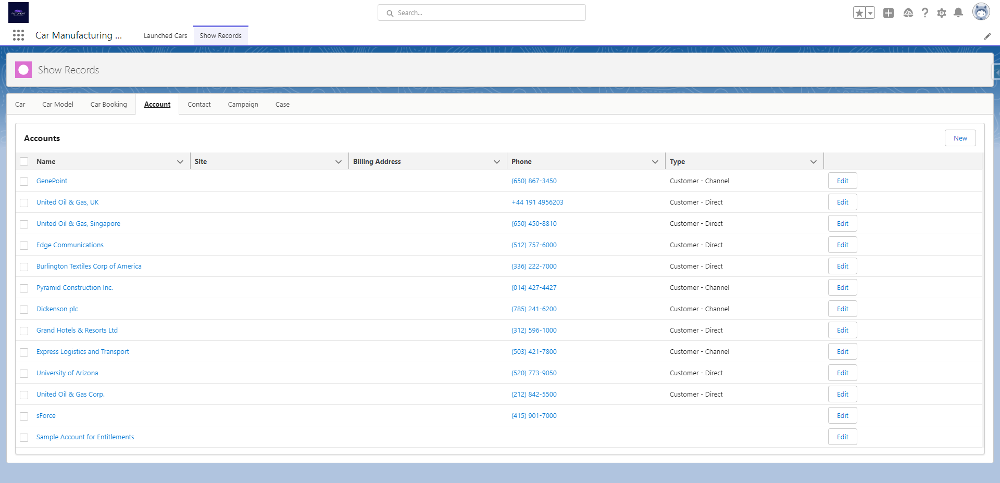 AUTORENT
Search...
Car Manufacturing ...
Launched Cars
Show Records
Show Records
Car
Car Model
Car Booking
Account
Contact
Campaign
Case
Accounts
New
Name Site Billing Address Phone Type
GenePoint (650) 867-3450 Customer - Channel Edit
United Oil & Gas, UK +44 191 4956203 Customer - Direct Edit
United Oil & Gas, Singapore (650) 450-8810 Customer - Direct Edit
Edge Communications (512) 757-6000 Customer - Direct Edit
Burlington Textiles Corp of America (336) 222-7000 Customer - Direct Edit
Pyramid Construction Inc. (014) 427-4427 Customer - Channel Edit
Dickenson plc (785) 241-6200 Customer - Channel Edit
Grand Hotels & Resorts Ltd (312) 596-1000 Customer - Direct Edit
Express Logistics and Transport (503) 421-7800 Customer - Channel Edit
University of Arizona (520) 773-9050 Customer - Direct Edit
United Oil & Gas Corp. (212) 842-5500 Customer - Direct Edit
sForce (415) 901-7000 Edit
Sample Account for Entitlements Edit